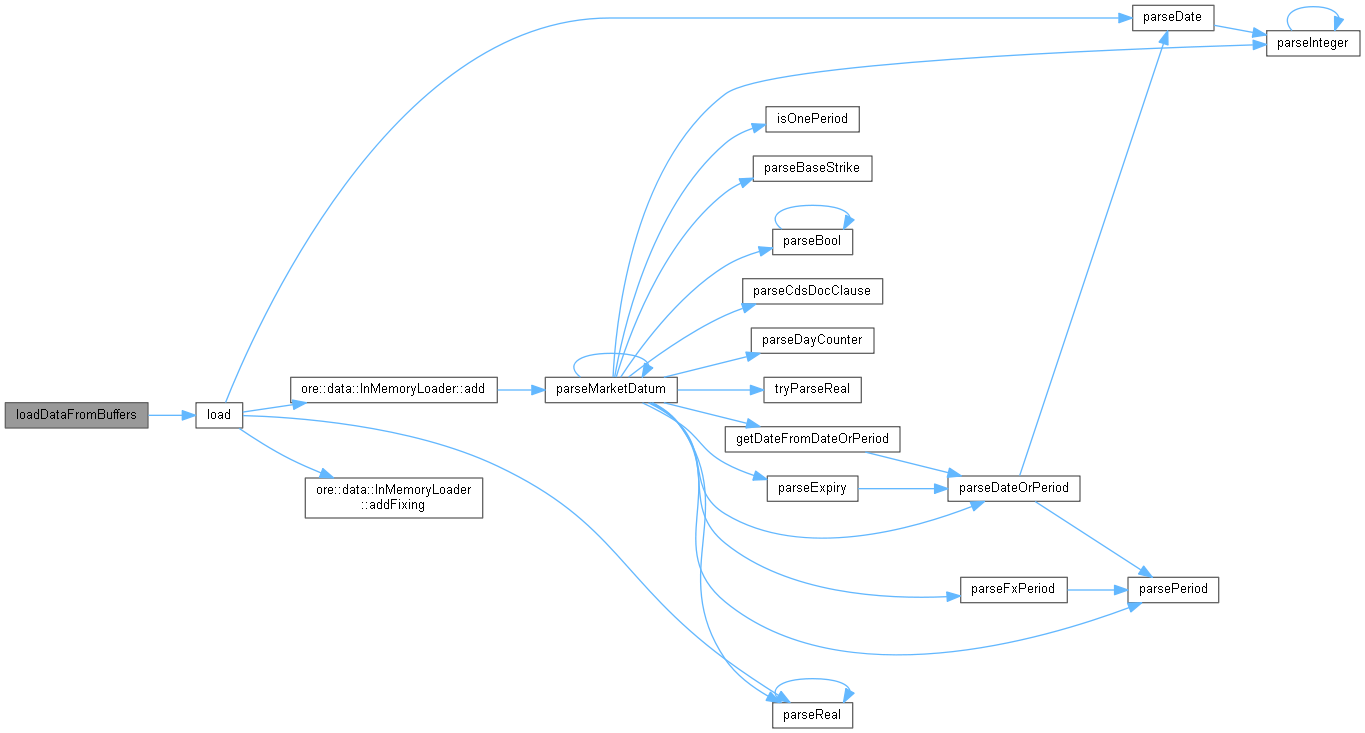 parseDate
parseInteger
isOnePeriod
parseBaseStrike
parseBool
parseCdsDocClause
parseDayCounter
ore::data::InMemoryLoader::add
parseMarketDatum
tryParseReal
loadDataFromBuffers
load
getDateFromDateOrPeriod
ore::data::InMemoryLoader
::addFixing
parseExpiry
parseDateOrPeriod
parseFxPeriod
parsePeriod
parseReal